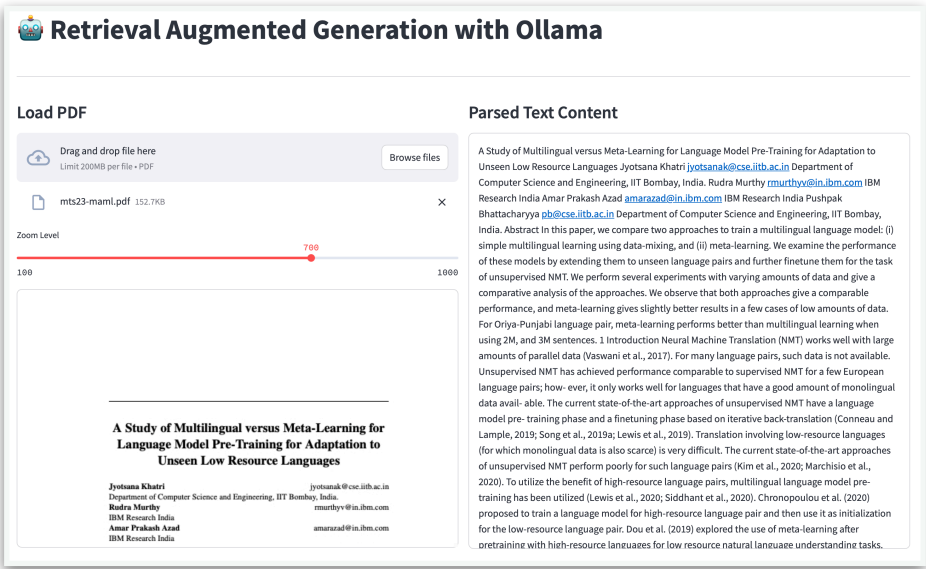 Retrieval Augmented Generation with Ollama
Load PDF
Drag and drop file here
Limit 200MB per file • PDF
Browse files
mts23-maml.pdf 152.7KB
Zoom Level
700
100
1000
A Study of Multilingual versus Meta-Learning for
Language Model Pre-Training for Adaptation to
Unseen Low Resource Languages
Jyotsana Khatri jyotsanak@cse.iitb.ac.in
Department of Computer Science and Engineering, IIT Bombay, India.
Rudra Murthy rmurthyv@in.ibm.com
IBM Research India
Amar Prakash Azad amarazad@in.ibm.com
IBM Research India
Parsed Text Content
A Study of Multilingual versus Meta-Learning for Language Model Pre-Training for Adaptation to
Unseen Low Resource Languages Jyotsana Khatri jyotsanak@cse.iitb.ac.in Department of
Computer Science and Engineering, IIT Bombay, India. Rudra Murthy rmurthyv@in.ibm.com IBM
Research India Amar Prakash Azad amarazad@in.ibm.com IBM Research India Pushpak
Bhattacharyya pb@cse.iitb.ac.in Department of Computer Science and Engineering, IIT Bombay,
India. Abstract In this paper, we compare two approaches to train a multilingual language model: (i)
simple multilingual learning using data-mixing, and (ii) meta-learning. We examine the performance
of these models by extending them to unseen language pairs and further finetune them for the task
of unsupervised NMT. We perform several experiments with varying amounts of data and give a
comparative analysis of the approaches. We observe that both approaches give a comparable
performance, and meta-learning gives slightly better results in a few cases of low amounts of data.
For Oriya-Punjabi language pair, meta-learning performs better than multilingual learning when
using 2M, and 3M sentences. 1 Introduction Neural Machine Translation (NMT) works well with large
amounts of parallel data (Vaswani et al., 2017). For many language pairs, such data is not available.
Unsupervised NMT has achieved performance comparable to supervised NMT for a few European
language pairs; how- ever, it only works well for languages that have a good amount of monolingual
data avail- able. The current state-of-the-art approaches of unsupervised NMT have a language
model pre- training phase and a finetuning phase based on iterative back-translation (Conneau and
Lample, 2019; Song et al., 2019a; Lewis et al., 2019). Translation involving low-resource languages
(for which monolingual data is also scarce) is very difficult. The current state-of-the-art approaches
of unsupervised NMT perform poorly for such language pairs (Kim et al., 2020; Marchisio et al.,
2020). To utilize the benefit of high-resource language pairs, multilingual language model pre-
training has been utilized (Lewis et al., 2020; Siddhant et al., 2020). Chronopoulou et al. (2020)
proposed to train a language model for high-resource language pair and then use it as initialization
for the low-resource language pair. Dou et al. (2019) explored the use of meta-learning after
pretraining with high-resource languages for low resource natural language understanding tasks.